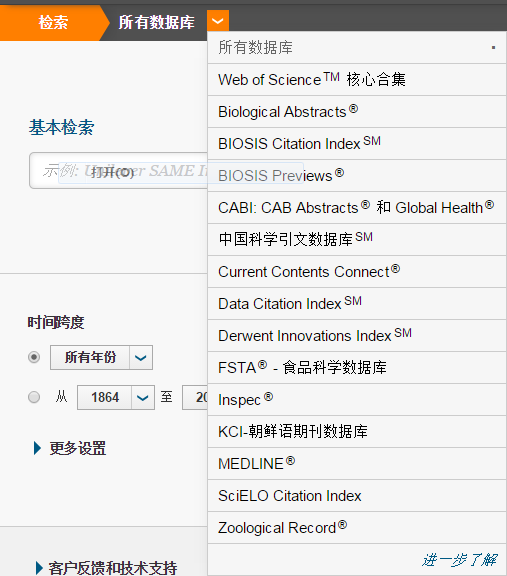 检索
所有数据库
所有数据库
Web of Science™ 核心合集
Biological Abstracts®
BIOSIS Citation Index℠
BIOSIS Previews®
CABI: CAB Abstracts® 和 Global Health®
中国科学引文数据库℠
Current Contents Connect®
Data Citation Index℠
Derwent Innovations Index℠
FSTA® - 食品科学数据库
Inspec®
KCI-朝鲜语期刊数据库
MEDLINE®
SciELO Citation Index
Zoological Record®
进一步了解
基本检索
示例: SAME
打开(O)
时间跨度
所有年份
从 1864 至 20
更多设置
客户反馈和技术支持